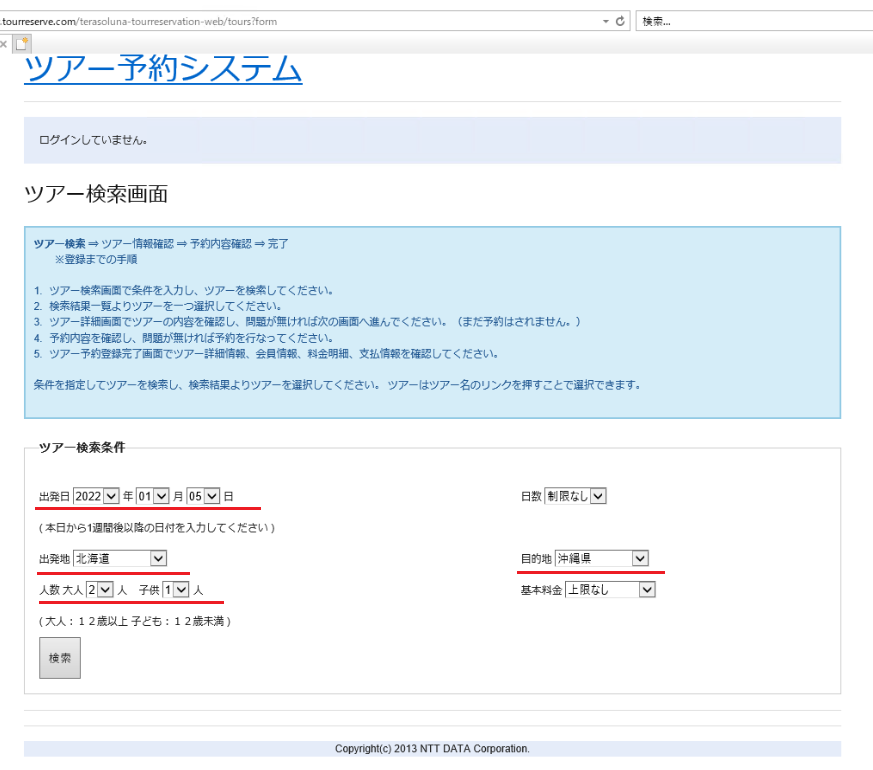 .tourreserve.com/terasoluna-tourreservation-web/tours?form
検索...
ツアー予約システム
ログインしていません。
ツアー検索画面
ツアー検索 ⇒ ツアー情報確認 ⇒ 予約内容確認 ⇒ 完了
※登録までの手順
1. ツアー検索画面で条件を入力し、ツアーを検索してください。
2. 検索結果一覧よりツアーを一つ選択してください。
3. ツアー詳細画面でツアーの内容を確認し、問題が無ければ次の画面へ進んでください。（まだ予約はされません。）
4. 予約内容を確認し、問題が無ければ予約を行なってください。
5. ツアー予約登録完了画面でツアー詳細情報、会員情報、料金明細、支払情報を確認してください。
条件を指定してツアーを検索し、検索結果よりツアーを選択してください。 ツアーはツアー名のリンクを押すことで選択できます。
ツアー検索条件
出発日 2022 年 01 月 05 日 日数 制限なし
( 本日から1週間後以降の日付を入力してください )
出発地 北海道 目的地 沖縄県
人数 大人 2 人 子供 1 人 基本料金 上限なし
( 大人：１２歳以上 子ども：１２歳未満 )
検索
Copyright(c) 2013 NTT DATA Corporation.